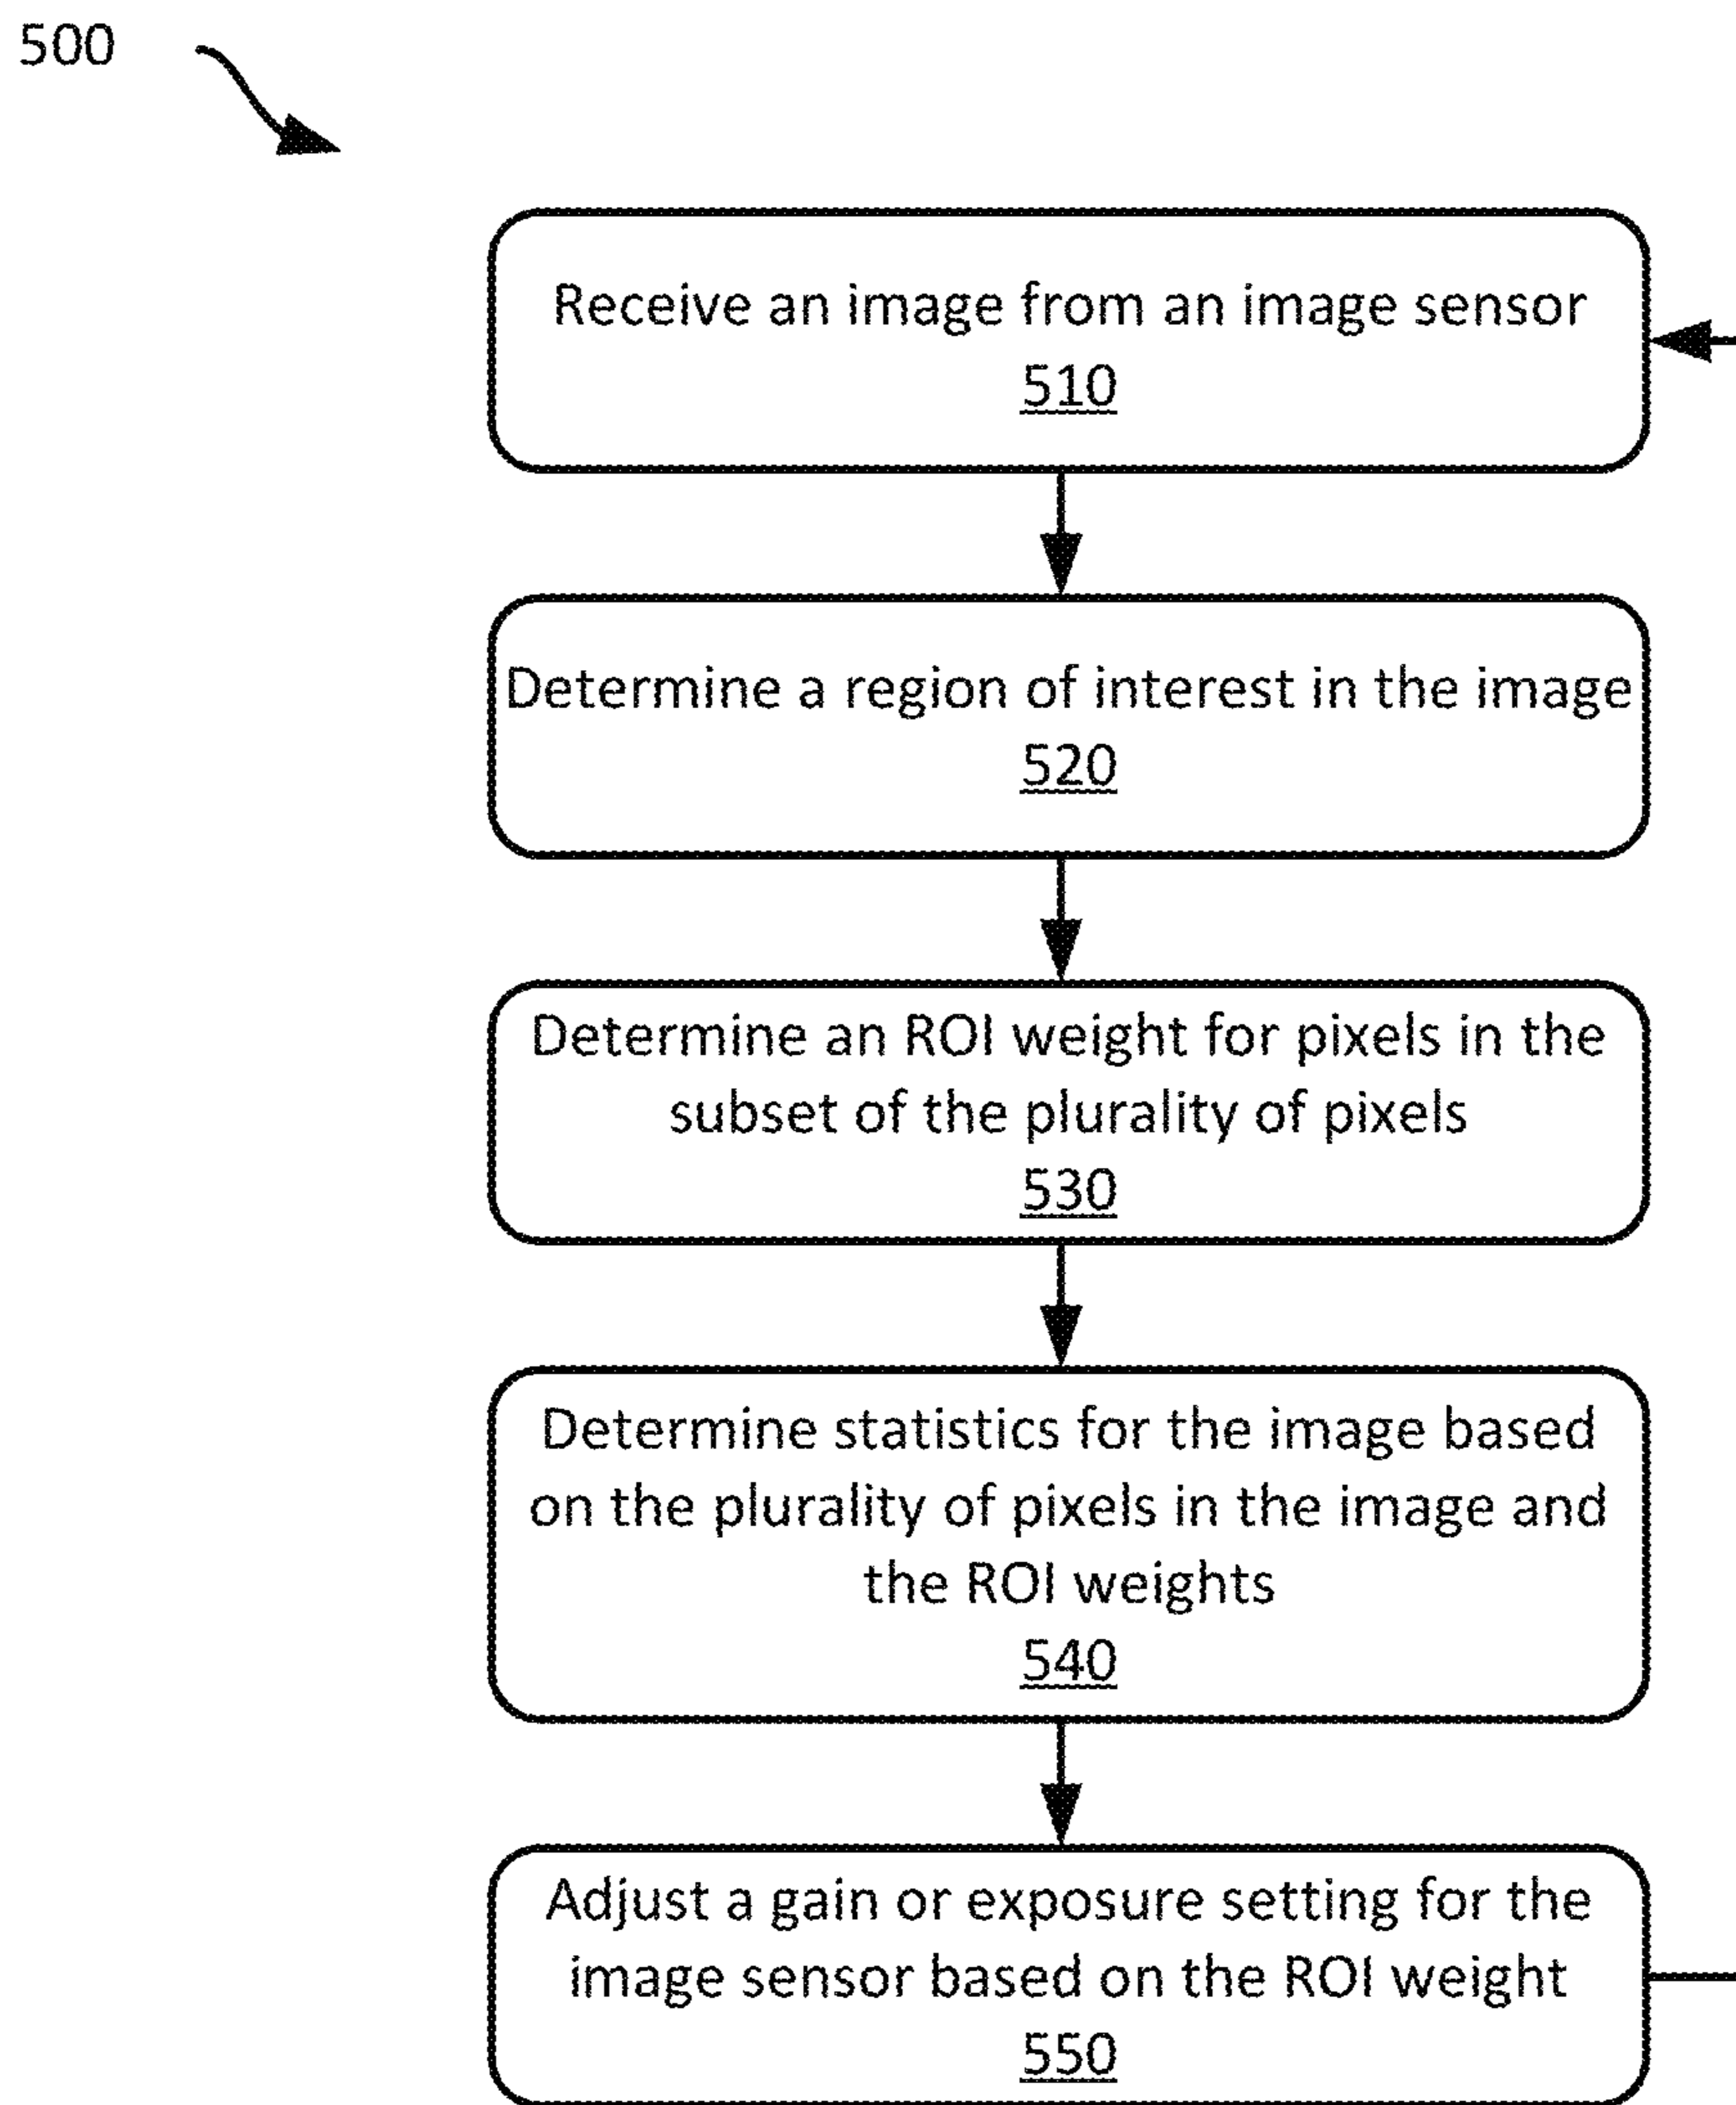 500
Receive an image from an image sensor
510
Determine a region of interest in the image
520
Determine an ROI weight for pixels in the
subset of the plurality of pixels
530
Determine statistics for the image based
on the plurality of pixels in the image and
the ROI weights
540
Adjust a gain or exposure setting for the
image sensor based on the ROI weight
550